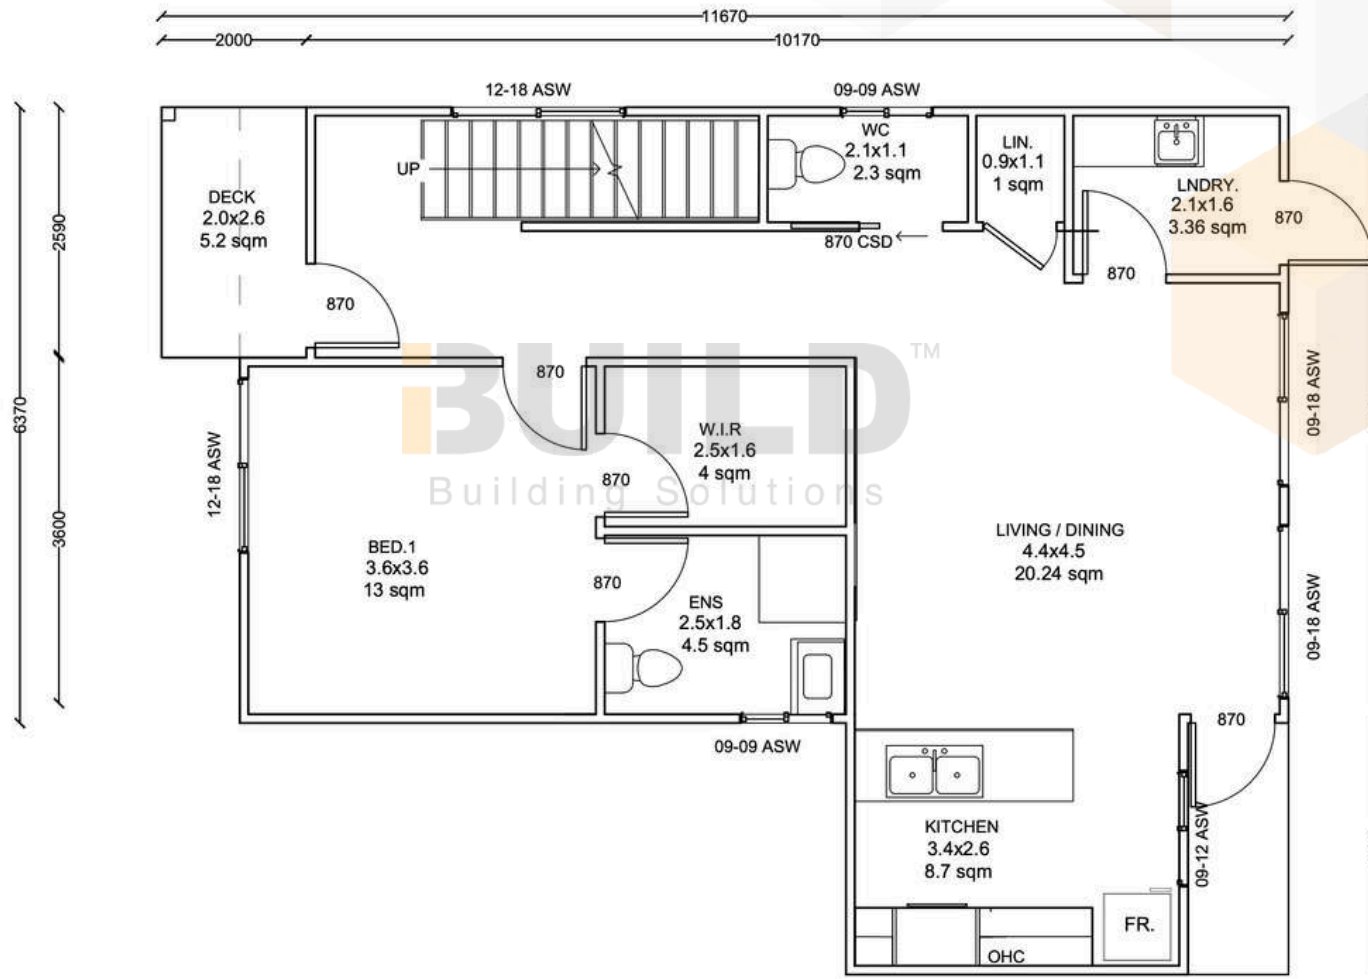 11670
2000
10170
12-18 ASW
09-09 ASW
WC
2.1x1.1
2.3 sqm
LIN.
0.9x1.1
1 sqm
UP
DECK
2.0x2.6
5.2 sqm
LNDRY.
2.1x1.6
3.36 sqm
870
870 CSD
870
870
2590
6370
3600
iBUILD™
Building Solutions
870
W.I.R
2.5x1.6
4 sqm
870
12-18 ASW
09-18 ASW
BED.1
3.6x3.6
13 sqm
LIVING / DINING
4.4x4.5
20.24 sqm
870
ENS
2.5x1.8
4.5 sqm
09-18 ASW
870
09-09 ASW
KITCHEN
3.4x2.6
8.7 sqm
09-12 ASW
FR.
OHC